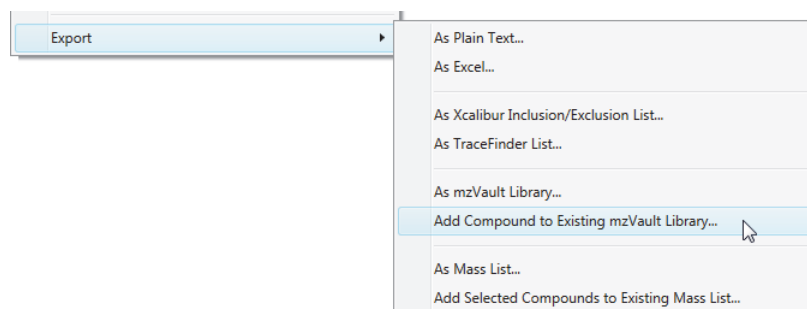 Export
As Plain Text...
As Excel...
As Xcalibur Inclusion/Exclusion List...
As TraceFinder List...
As mzVault Library...
Add Compound to Existing mzVault Library...
As Mass List...
Add Selected Compounds to Existing Mass List...